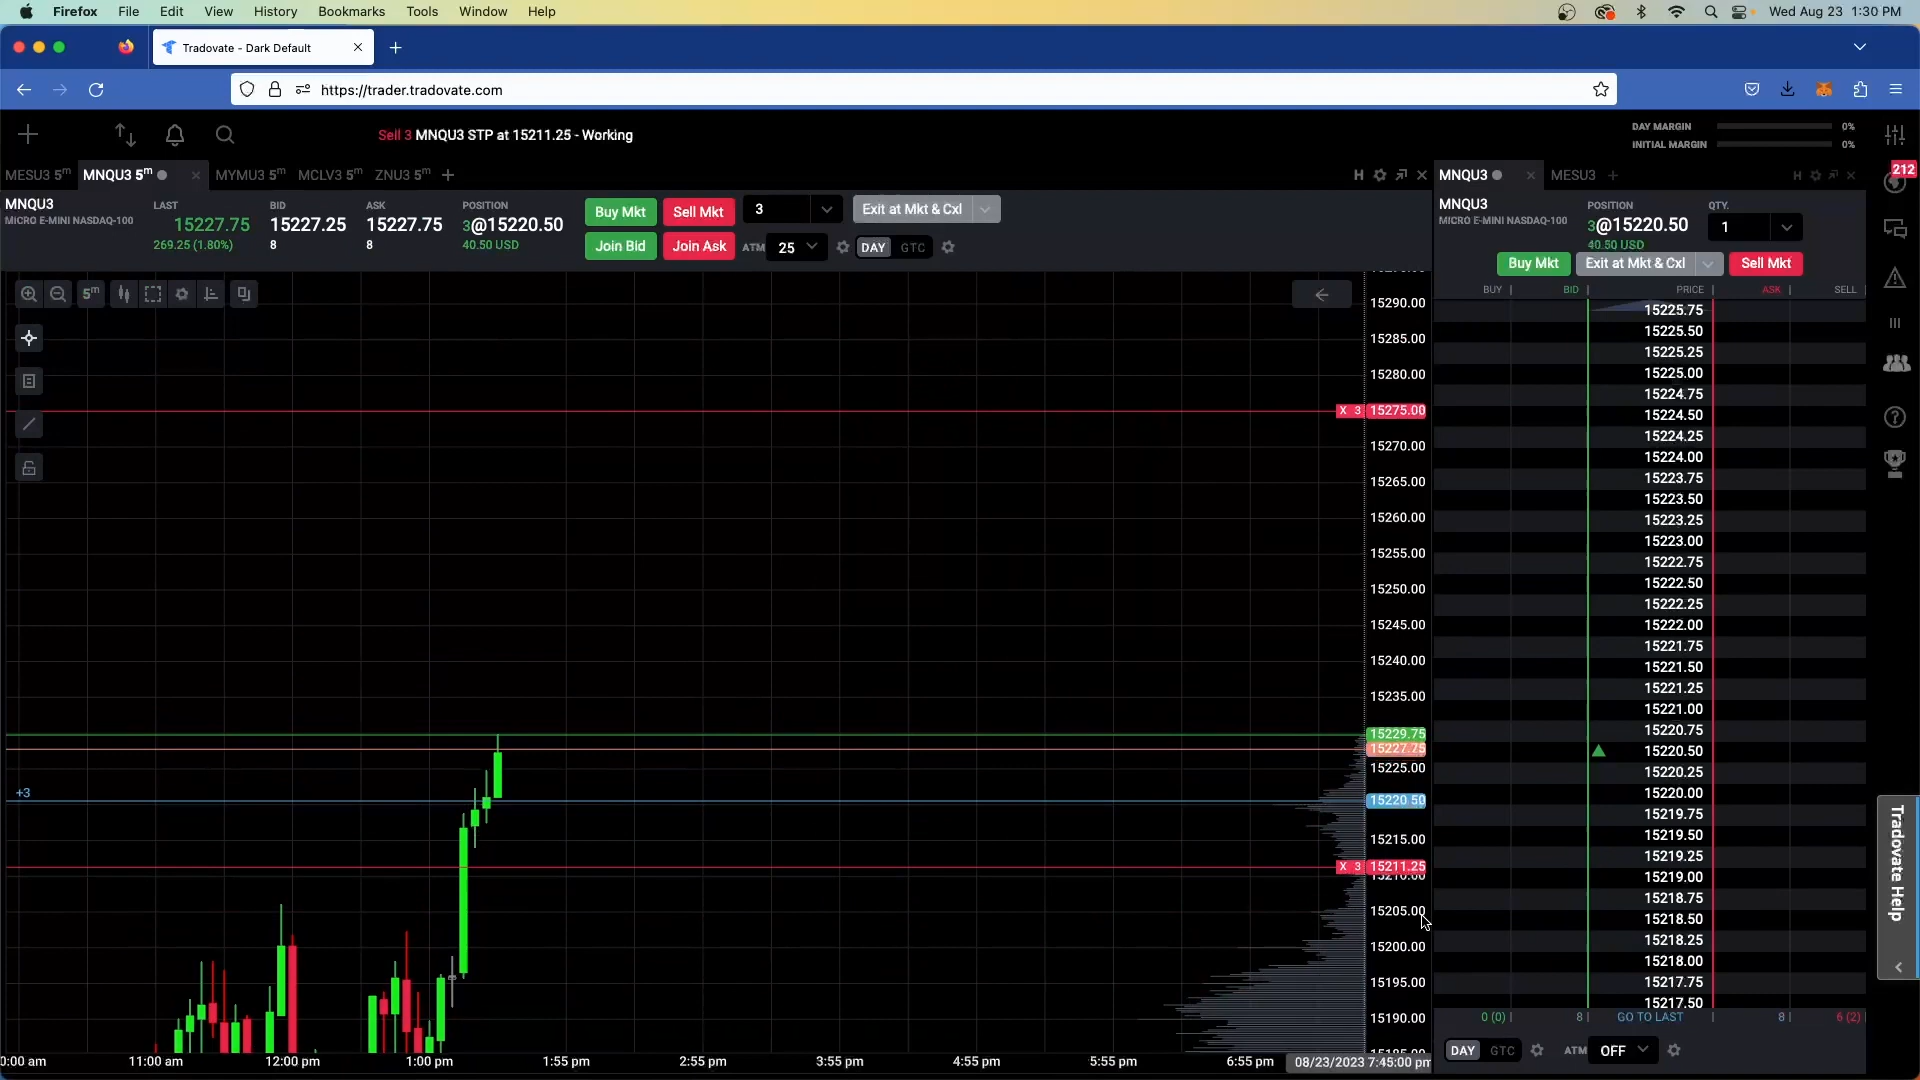 Firefox File Edit View History Bookmarks Tools Window Help Wed Aug 23 1:30 PM
Tradovate - Dark Default
https://trader.tradovate.com
Sell 3 MNQU3 STP at 15211.25 - Working
DAY MARGIN 0%
INITIAL MARGIN 0%
MESU3 5m MNQU3 5m MYMU3 5m MCLV3 5m ZNU3 5m H
MNQU3 MESU3 H
212
MNQU3
MICRO E-MINI NASDAQ-100
LAST
15227.75
269.25 (1.80%)
BID
15227.25
8
ASK
15227.75
8
POSITION
3@15220.50
40.50 USD
Buy Mkt Sell Mkt 3 Exit at Mkt & Cxl
Join Bid Join Ask ATM 25 DAY GTC
MNQU3
MICRO E-MINI NASDAQ-100
POSITION
3@15220.50
40.50 USD
QTY.
1
Buy Mkt Exit at Mkt & Cxl Sell Mkt
BUY BID PRICE ASK SELL
5m
15290.00
15285.00
15280.00
X 3 15275.00
15270.00
15265.00
15260.00
15255.00
15250.00
15245.00
15240.00
15235.00
15229.75
15227.75
15225.00
+3 15220.50
15215.00
X 3 15211.25
15210.00
15205.00
15200.00
15195.00
15190.00
15185.00
0:00 am 11:00 am 12:00 pm 1:00 pm 1:55 pm 2:55 pm 3:55 pm 4:55 pm 5:55 pm 6:55 pm 08/23/2023 7:45:00 pm
15225.75
15225.50
15225.25
15225.00
15224.75
15224.50
15224.25
15224.00
15223.75
15223.50
15223.25
15223.00
15222.75
15222.50
15222.25
15222.00
15221.75
15221.50
15221.25
15221.00
15220.75
15220.50
15220.25
15220.00
15219.75
15219.50
15219.25
15219.00
15218.75
15218.50
15218.25
15218.00
15217.75
15217.50
0 (0) 8 GO TO LAST 8 6 (2)
DAY GTC ATM OFF
Tradovate Help